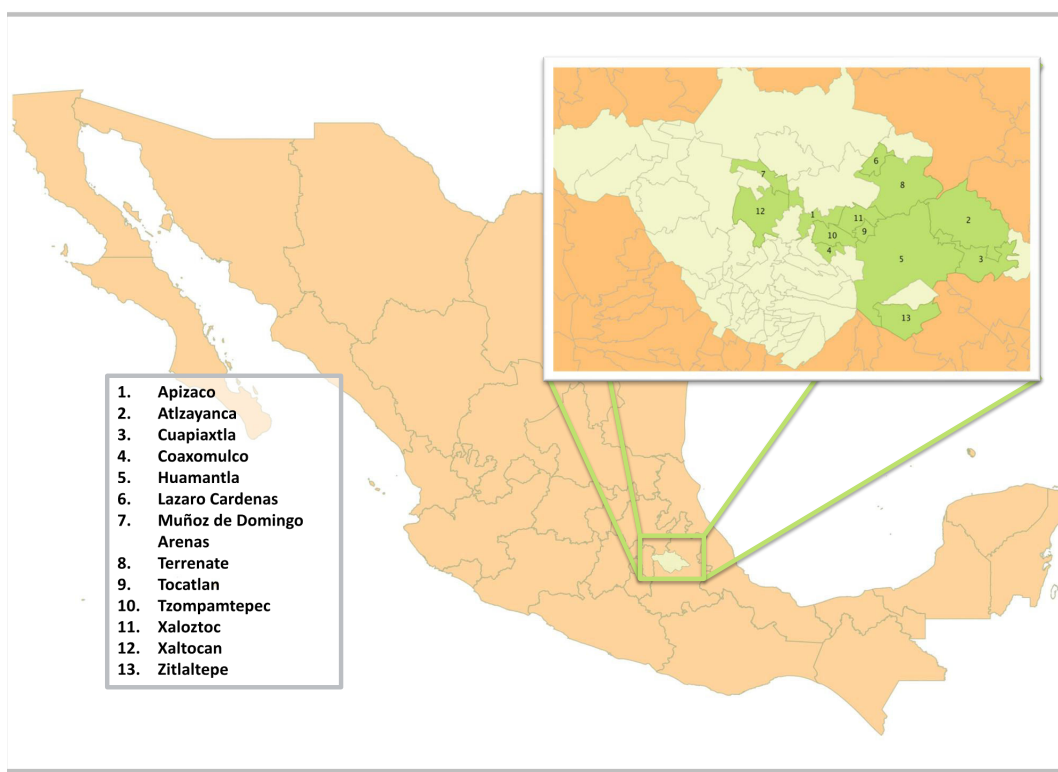 6
7
8
12
1
11
2
10
9
4
5
3
13
1. Apizaco
2. Atlzayanca
3. Cuapiaxtla
4. Coaxomulco
5. Huamantla
6. Lazaro Cardenas
7. Muñoz de Domingo
Arenas
8. Terrenate
9. Tocatlan
10. Tzompamtepec
11. Xaloztoc
12. Xaltocan
13. Zitlaltepe